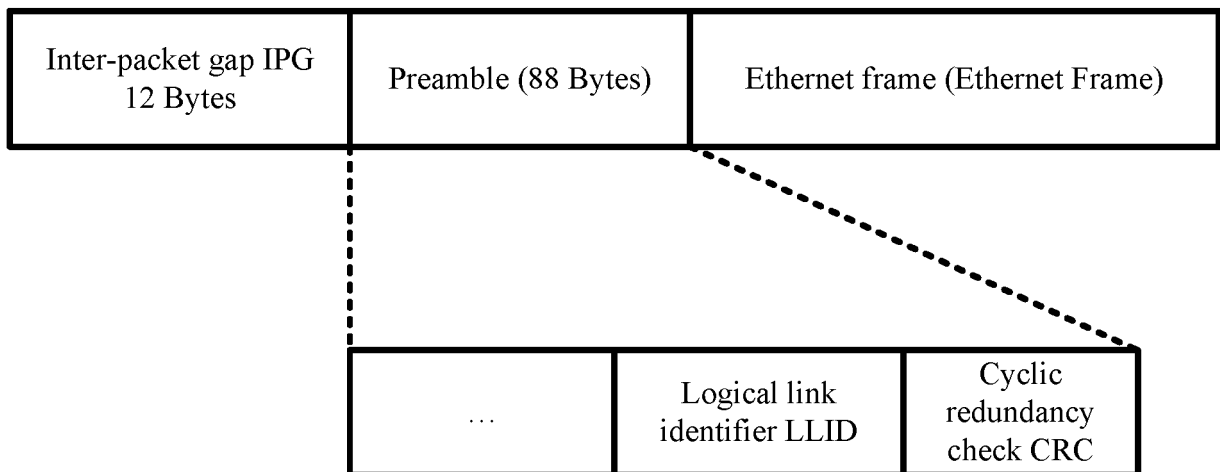 Inter-packet gap IPG
12 Bytes
Preamble (88 Bytes)
Ethernet frame (Ethernet Frame)
...
Logical link
identifier LLID
Cyclic
redundancy
check CRC